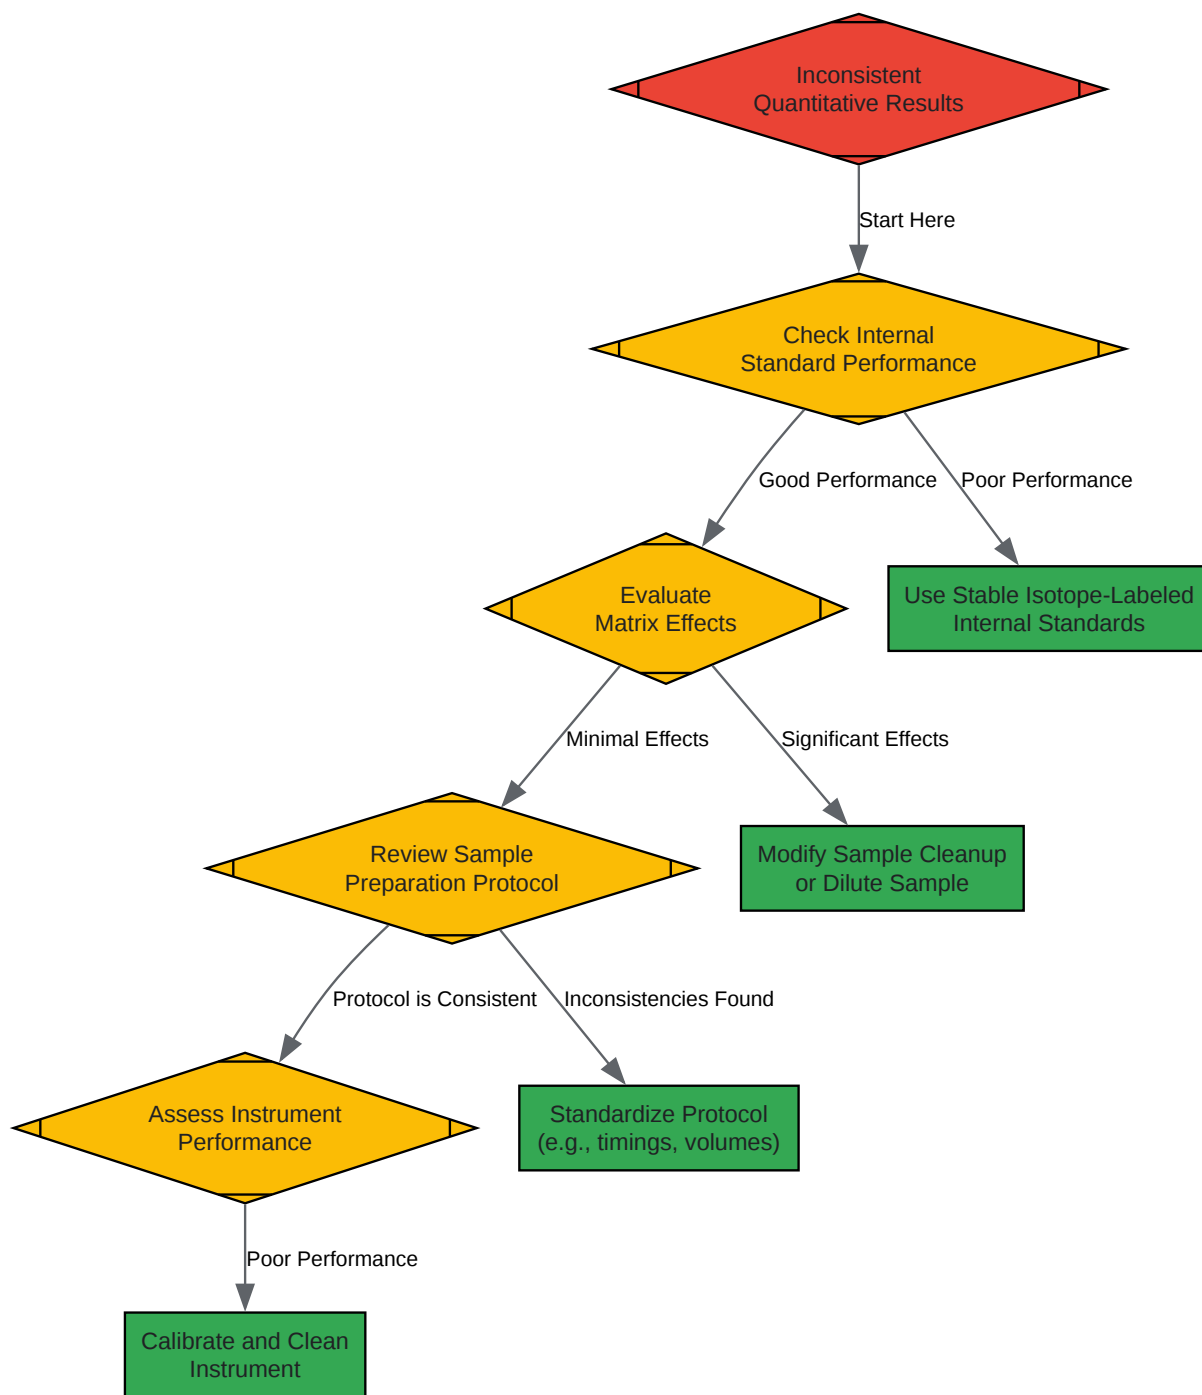 Inconsistent
Quantitative Results
Start Here
Check Internal
Standard Performance
Good Performance
Poor Performance
Evaluate
Matrix Effects
Use Stable Isotope-Labeled
Internal Standards
Minimal Effects
Significant Effects
Review Sample
Preparation Protocol
Modify Sample Cleanup
or Dilute Sample
Protocol is Consistent
Inconsistencies Found
Assess Instrument
Performance
Standardize Protocol
(e.g., timings, volumes)
Poor Performance
Calibrate and Clean
Instrument